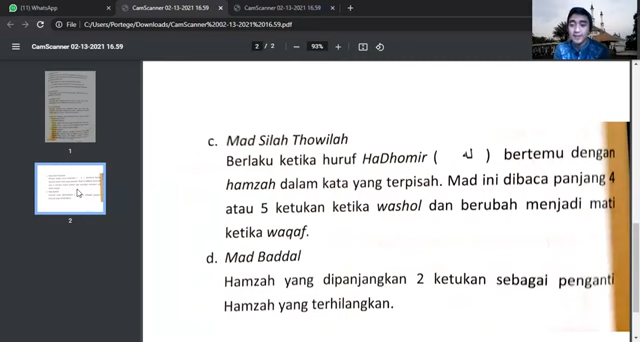 (11) WhatsApp
CamScanner 02-13-2021 16.59
CamScanner 02-13-2021 16.59
File | C:/Users/Portege/Downloads/CamScanner%2002-13-2021%2016.59.pdf
CamScanner 02-13-2021 16.59
2 / 2
93%
1
2
c. Mad Silah Thowilah
Berlaku ketika huruf HaDhomir ( له ) bertemu dengan
hamzah dalam kata yang terpisah. Mad ini dibaca panjang 4
atau 5 ketukan ketika washol dan berubah menjadi mati
ketika waqaf.
d. Mad Baddal
Hamzah yang dipanjangkan 2 ketukan sebagai penganti
Hamzah yang terhilangkan.